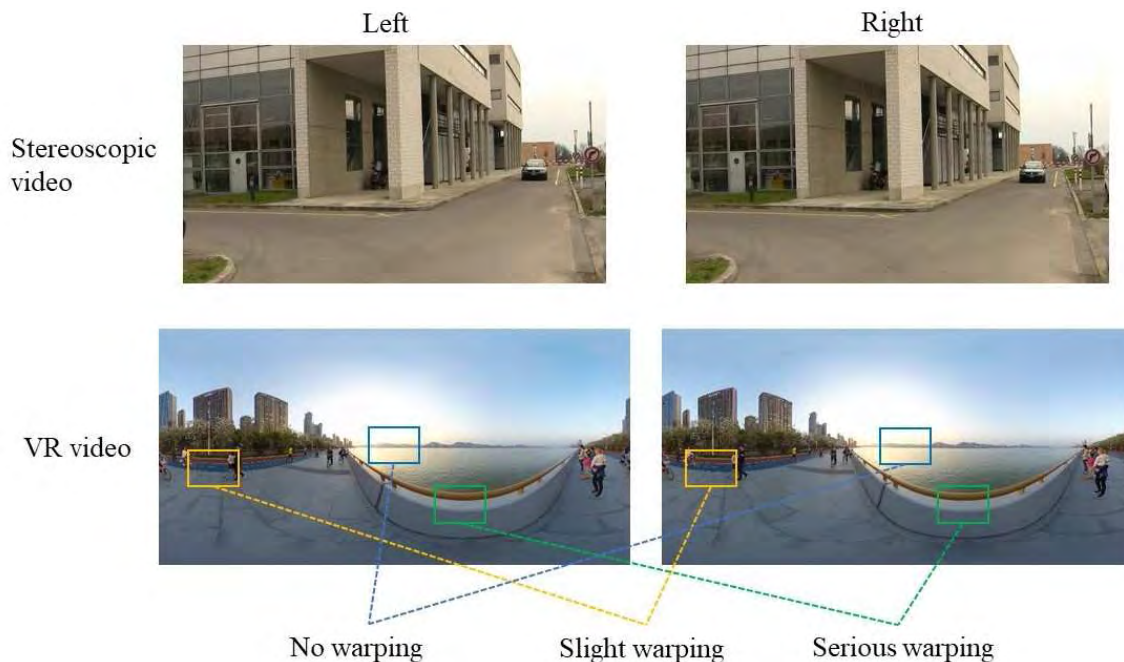 Left
Right
Stereoscopic
video
VR video
No warping
Slight warping
Serious warping